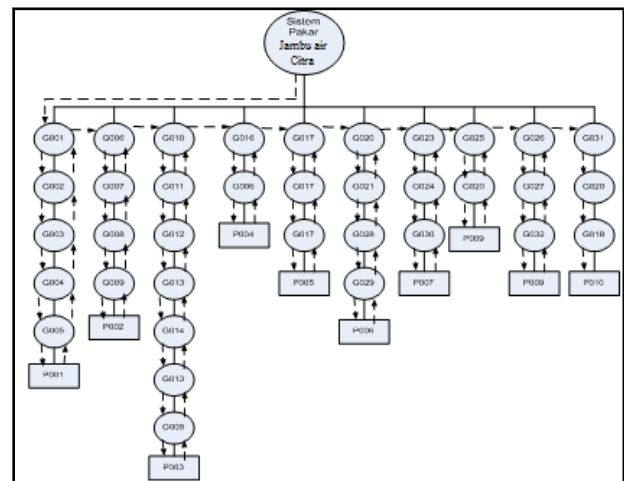 Sistem
Pakar
Jambu air
Citra
G001 G006 G010 G016 G017 G020 G023 G025 G026 G031
G002 G007 G011 G008 G017 G021 G024 G020 G027 G020
G003 G008 G012 P004 G017 G028 G030 P009 G032 G018
G004 G009 G013 P005 G029 P007 P009 P010
G005 P002 G014 P006
P001 G013
G008
P003